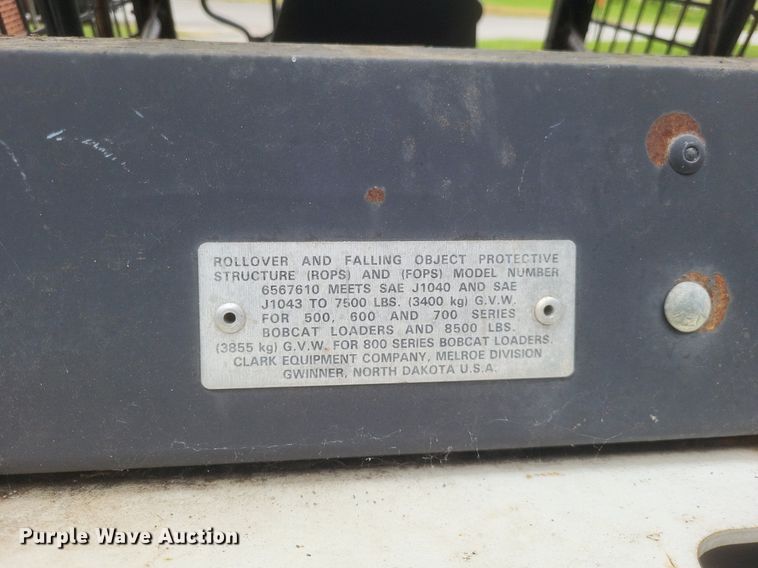 ROLLOVER AND FALLING OBJECT PROTECTIVE
STRUCTURE (ROPS) AND (FOPS) MODEL NUMBER
6567610 MEETS SAE J1040 AND SAE
J1043 TO 7500 LBS. (3400 kg) G.V.W.
FOR 500, 600 AND 700 SERIES
BOBCAT LOADERS AND 8500 LBS.
(3855 kg) G.V.W. FOR 800 SERIES BOBCAT LOADERS.
CLARK EQUIPMENT COMPANY, MELROE DIVISION
GWINNER, NORTH DAKOTA U.S.A.
Purple Wave Auction